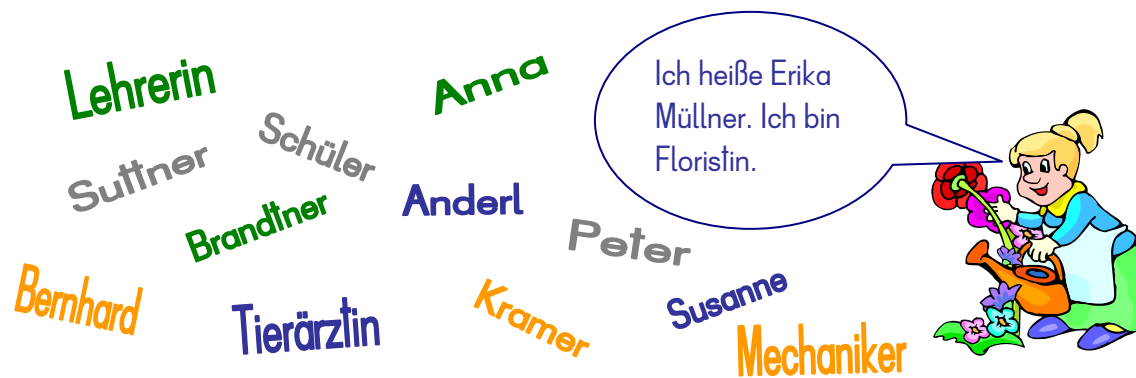 Lehrerin
Anna
Ich heiße Erika
Müllner. Ich bin
Floristin.
Schüler
Suttner
Brandtner
Anderl
Peter
Bernhard
Tierärztin
Kramer
Susanne
Mechaniker